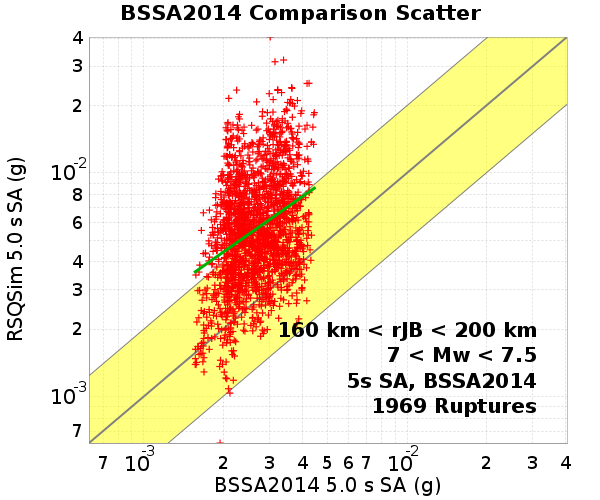 BSSA2014 Comparison Scatter
RSQSim 5.0 s SA (g)
4
3
2
10-2
8
6
4
3
2
10-3
7
160 km < rJB < 200 km
7 < Mw < 7.5
5s SA, BSSA2014
1969 Ruptures
7 10-3 2 3 4 5 6 7 10-2 2 3 4
BSSA2014 5.0 s SA (g)